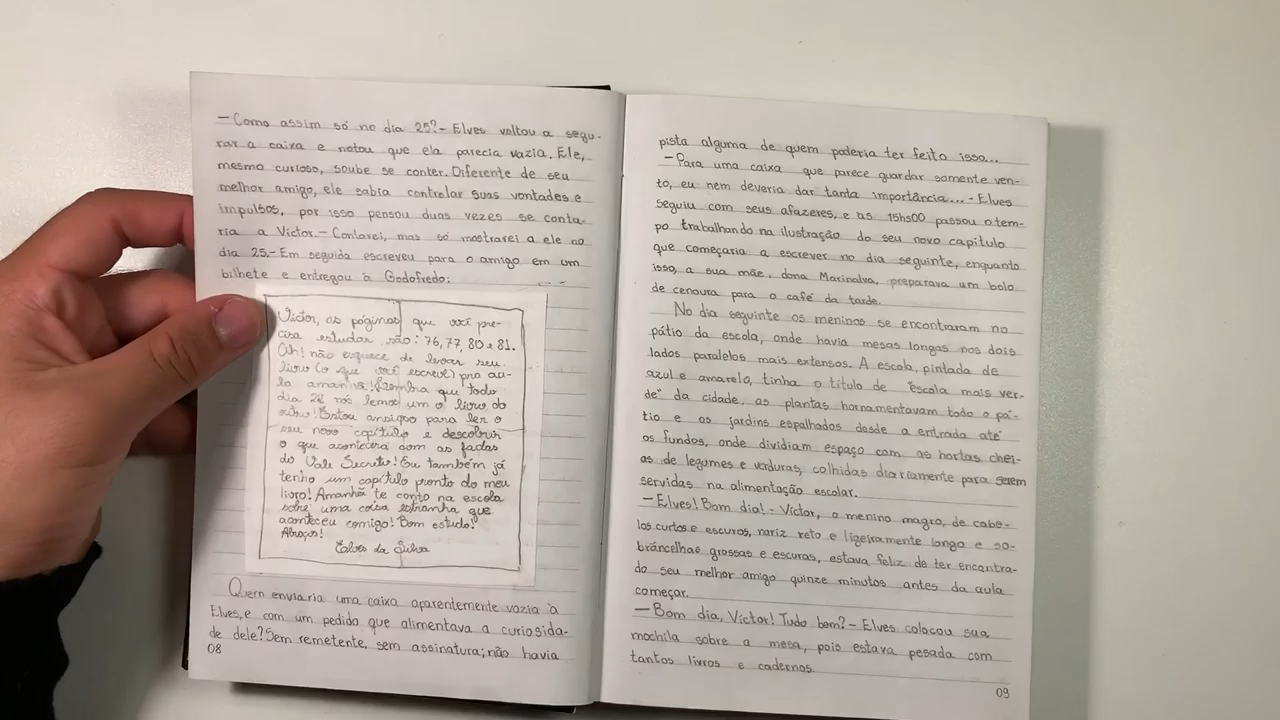 —Como assim só no dia 25?- Elves voltou a segu-
rar a caixa e notou que ela parecia vazia. Ele,
mesmo curioso, soube se conter. Diferente de seu
melhor amigo, ele sabia controlar suas vontades e
impulsos, por isso pensou duas vezes se conta-
ria a Victor.- Contarei, mas só mostrarei a ele no
dia 25.- Em seguida escreveu para o amigo em um
bilhete e entregou à Godofredo:
Victor, as páginas que você pre-
cisa estudar são: 76, 77, 80 e 81.
Oh! não esquece de levar seu
livro (o que você escreve) pra au-
la amanhã! Lembra que todo
dia 22 nós lemos um o livro do
outro! Estou ansioso para ler o
seu novo capítulo e descobrir
o que acontecerá com as fadas
do Vale Secreto! Eu também já
tenho um capítulo pronto do meu
livro! Amanhã te conto na escola
sobre uma coisa estranha que
aconteceu comigo! Bom estudo!
Abraços!
Elves da Silva
Quem enviaria uma caixa aparentemente vazia à
Elves, e com um pedido que alimentava a curiosida-
de dele? Sem remetente, sem assinatura; não havia
08
pista alguma de quem poderia ter feito isso...
—Para uma caixa que parece guardar somente ven-
to, eu nem deveria dar tanta importância...- Elves
seguiu com seus afazeres, e as 15h00 passou o tem-
po trabalhando na ilustração do seu novo capítulo
que começaria a escrever no dia seguinte, enquanto
isso, a sua mãe, dona Marinalva, preparava um bolo
de cenoura para o café da tarde.
No dia seguinte os meninos se encontraram no
pátio da escola, onde havia mesas longas nos dois
lados paralelos mais extensos. A escola, pintada de
azul e amarelo, tinha o título de "Escola mais ver-
de" da cidade, as plantas hornamentavam todo o pá-
tio e os jardins espalhados desde a entrada até
os fundos, onde dividiam espaço com as hortas chei-
as de legumes e verduras, colhidas diariamente para serem
servidas na alimentação escolar.
—Elves! Bom dia!- Victor, o menino magro, de cabe-
los curtos e escuros, nariz reto e ligeiramente longo e so-
brancelhas grossas e escuras, estava feliz de ter encontra-
do seu melhor amigo quinze minutos antes da aula
começar.
—Bom dia, Victor! Tudo bem?- Elves colocou sua
mochila sobre a mesa, pois estava pesada com
tantos livros e cadernos.
09